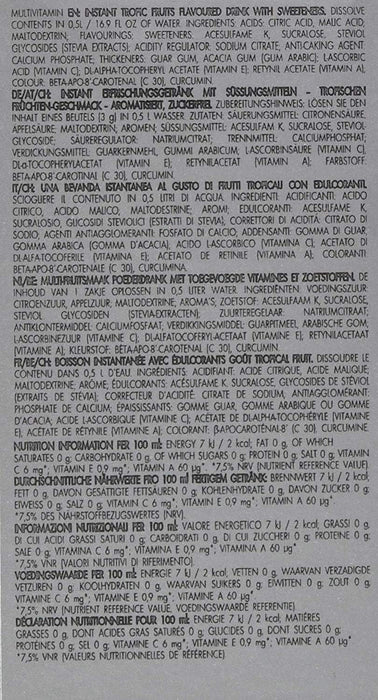 MULTIVITAMIN EN: INSTANT TROPIC FRUITS FLAVOURED DRINK WITH SWEETENERS. DISSOLVE
CONTENTS IN 0.5L / 16.9 FL OZ OF WATER INGREDIENTS: ACIDS: CITRIC ACID, MALIC ACID,
MALTODEXTRIN; FLAVOURINGS; SWEETENERS: ACESULFAME K, SUCRALOSE, STEVIOL
GLYCOSIDES (STEVIA EXTRACTS); ACIDITY REGULATOR: SODIUM CITRATE; ANTI-CAKING AGENT:
CALCIUM PHOSPHATE; THICKENS: GUAR GUM, ACACIA GUM (GUM ARABIC); LASCORBIC
ACID (VITAMIN C); DL-ALPHATOCOPHERYL ACETATE (VITAMIN E); RETINYL ACETATE (VITAMIN A),
COLOUR: BETA-APO-8'-CAROTENAL (C 30), CURCUMIN.
DE/AT/CH: INSTANT ERFRISCHUNGSGETRÄNK MIT SÜSSUNGSMITTELN - TROPISCHEN
FRÜCHTEN-GESCHMACK - AROMATISIERT, ZUCKERFREI. ZUBEREITUNGSHINWEIS: LÖSEN SIE DEN
INHALT EINES BEUTELS (3 g) IN 0,5 L WASSER. ZUTATEN: SÄUERUNGSMITTEL: CITRONENSÄURE,
APFELSÄURE; MALTODEXTRIN; AROMEN; SÜSSUNGSMITTEL: ACESULFAM K, SUCRALOSE, STEVIOL
GLYCOSIDE; SÄUREREGULATOR: NATRIUMCITRAT; TRENNMITTEL: CALCIUMPHOSPHAT;
VERDICKUNGSMITTEL: GUARKERNMEHL, GUMMI ARABICUM; LASCORBINSÄURE (VITAMIN C);
DL-αTOCOPHERYLACETAT (VITAMIN E); RETINYLACETAT (VITAMIN A); FARBSTOFF:
BETA-APO-8'-CAROTENAL (C 30), CURCUMIN.
IT/CH: UNA BEVANDA ISTANTANEA AL GUSTO DI FRUTTI TROPICALI CON EDULCORANTI.
SCIOGLIERE IL CONTENUTO IN 0,5 LITRI DI ACQUA. INGREDIENTI: ACIDIFICANTI: ACIDO
CITRICO, ACIDO MALICO; MALTODESTRINE; AROMI; EDULCORANTI: ACESULFAME K,
SUCRALOSIO, GLICOSIDI STEVIOLICI (ESTRATTI DI STEVIA); CORRETTORI DI ACIDITÀ: CITRATO DI
SODIO; AGENTI ANTIAGGLOMERANTI: FOSFATO DI CALCIO; ADDENSANTI: GOMMA DI GUAR,
GOMMA ARABICA (GOMMA D'ACACIA); ACIDO LASCORBICO (VITAMINA C); ACETATO DI
DL-ALFATOCOFERILE (VITAMINA E); ACETATO DE RETINILE (VITAMINA A); COLORANTI:
BETA-APO-8'-CAROTENALE (C 30), CURCUMINA.
NL/BE: MULTIFRUITSMAAK POEDERDRANK MET TOEGEVOEGDE VITAMINES EN ZOETSTOFFEN. DE
INHOUD VAN 1 ZAKJE OPLOSSEN IN 0,5 LITER WATER INGREDIËNTEN: VOEDINGSZUUR:
CITROENZUUR, APPELZUUR; MALTODEXTRINE; AROMA'S; ZOETSTOF: ACESULFAAM K, SUCRALOSE,
STEVIOL GLYCOSIDEN (STEVIA-EXTRACTEN); ZUURTEREGELAAR: NATRIUMCITRAAT;
ANTIKLONTERMIDDEL: CALCIUMFOSFAAT; VERDIKKINGSMIDDEL: GUARPITMEEL, ARABISCHE GOM;
LASCORBINEZUUR (VITAMINE C); DL-ALFATOCOFERYLACETAAT (VITAMINE E), RETINYLACETAAT
(VITAMINE A); KLEURSTOF: BÈTA-APO-8'-CAROTENAAL (C 30), CURCUMINE.
FR/BE/CH: BOISSON INSTANTANÉE AVEC ÉDULCORANTS GOÛT TROPICAL FRUIT. DISSOUDRE LE
CONTENU DANS 0,5 L D'EAU. INGRÉDIENTS: ACIDIFIANT: ACIDE CITRIQUE, ACIDE MALIQUE;
MALTODEXTRINE; ARÔME; ÉDULCORANTS: ACÉSULFAME K, SUCRALOSE, GLYCOSIDES DE STÉVIOL
(EXTRAITS DE STÉVIA); CORRECTEUR D'ACIDITÉ: CITRATE DE SODIUM; ANTIAGGLOMÉRANT:
PHOSPHATE DE CALCIUM; ÉPAISSISSANTS: GOMME GUAR, GOMME ARABIQUE OU GOMME
D'ACACIA; ACIDE LASCORBIQUE (VITAMINE C); ACÉTATE DE DL-ALPHA-TOCOPHÉRYLE (VITAMINE
E); ACÉTATE DE RÉTINYLE (VITAMINE A); COLORANT: βAPOCAROTÉNAL-8' (C 30), CURCUMINE.
NUTRITION INFORMATION PER 100 ml: ENERGY 7 kJ / 2 kcal; FAT 0 g, OF WHICH
SATURATES 0 g; CARBOHYDRATE 0 g, OF WHICH SUGARS 0 g; PROTEIN 0 g; SALT 0 g, VITAMIN
C 6 mg*, VITAMIN E 0,9 mg*, VITAMIN A 60 µg* *7,5% NRV (NUTRIENT REFERENCE VALUE).
DURCHSCHNITTLICHE NÄHRWERTE PRO 100 ml FERTIGEM GETRÄNK: BRENNWERT 7 kJ / 2 kcal;
FETT 0 g, DAVON GESÄTTIGTE FETTSÄUREN 0 g; KOHLENHYDRATE 0 g, DAVON ZUCKER 0 g;
EIWEISS 0 g; SALZ 0 g, VITAMIN C 6 mg*, VITAMIN E 0,9 mg*, VITAMIN A 60 µg*
*7,5% DES NÄHRSTOFFBEZUGSWERTES (NRV).
INFORMAZIONI NUTRIZIONALI PER 100 ml: VALORE ENERGETICO 7 kJ / 2 kcal; GRASSI 0 g,
DI CUI ACIDI GRASSI SATURI 0 g; CARBOIDRATI 0 g, DI CUI ZUCCHERI 0 g; PROTEINE 0 g;
SALE 0 g; VITAMINA C 6 mg*, VITAMINA E 0,9 mg*, VITAMINA A 60 µg*
*7,5% VNR (VALORI NUTRITIVI DI RIFERIMENTO).
VOEDINGSWAARDE PER 100 ml: ENERGIE 7 kJ / 2 kcal; VETTEN 0 g, WAARVAN VERZADIGDE
VETZUREN 0 g; KOOLHYDRATEN 0 g, WAARVAN SUIKERS 0 g; EIWITTEN 0 g; ZOUT 0 g,
VITAMINE C 6 mg*, VITAMINE E 0,9 mg*, VITAMINE A 60 µg*
*7,5% NRV (NUTRIENT REFERENCE VALUE, VOEDINGSWAARDE REFERENTIE)
DÉCLARATION NUTRITIONNELLE POUR 100 ml: ÉNERGIE 7 kJ / 2 kcal; MATIÈRES
GRASSES 0 g, DONT ACIDES GRAS SATURÉS 0 g; GLUCIDES 0 g, DONT SUCRES 0 g;
PROTÉINES 0 g; SEL 0 g; VITAMINE C 6 mg*, VITAMINE E 0,9 mg*, VITAMINE A 60 µg*
*7,5% VNR (VALEURS NUTRITIONNELLES DE RÉFÉRENCE)